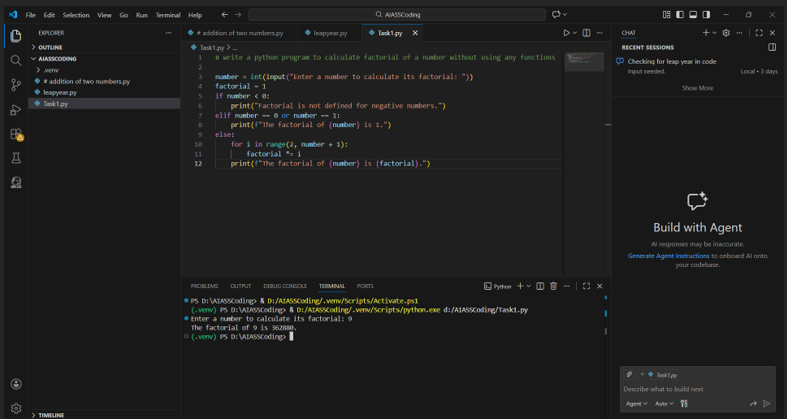 File Edit Selection View Go Run Terminal Help
AIASSCoding
EXPLORER
OUTLINE
AIASSCODING
.venv
# addition of two numbers.py
leapyear.py
Task1.py
TIMELINE
# addition of two numbers.py leapyear.py Task1.py
Task1.py > ...
1 # write a python program to calculate factorial of a number without using any functions
2
3 number = int(input("Enter a number to calculate its factorial: "))
4 factorial = 1
5 if number < 0:
6 print("Factorial is not defined for negative numbers.")
7 elif number == 0 or number == 1:
8 print(f"The factorial of {number} is 1.")
9 else:
10 for i in range(2, number + 1):
11 factorial *= i
12 print(f"The factorial of {number} is {factorial}.")
PROBLEMS OUTPUT DEBUG CONSOLE TERMINAL PORTS
Python
PS D:\AIASSCoding> & D:/AIASSCoding/.venv/Scripts/Activate.ps1
(.venv) PS D:\AIASSCoding> & D:/AIASSCoding/.venv/Scripts/python.exe d:/AIASSCoding/Task1.py
Enter a number to calculate its factorial: 9
The factorial of 9 is 362880.
(.venv) PS D:\AIASSCoding>
CHAT
RECENT SESSIONS
Checking for leap year in code
Input needed. Local • 3 days
Show More
Build with Agent
AI responses may be inaccurate.
Generate Agent Instructions to onboard AI onto
your codebase.
Task1.py
Describe what to build next
Agent Auto